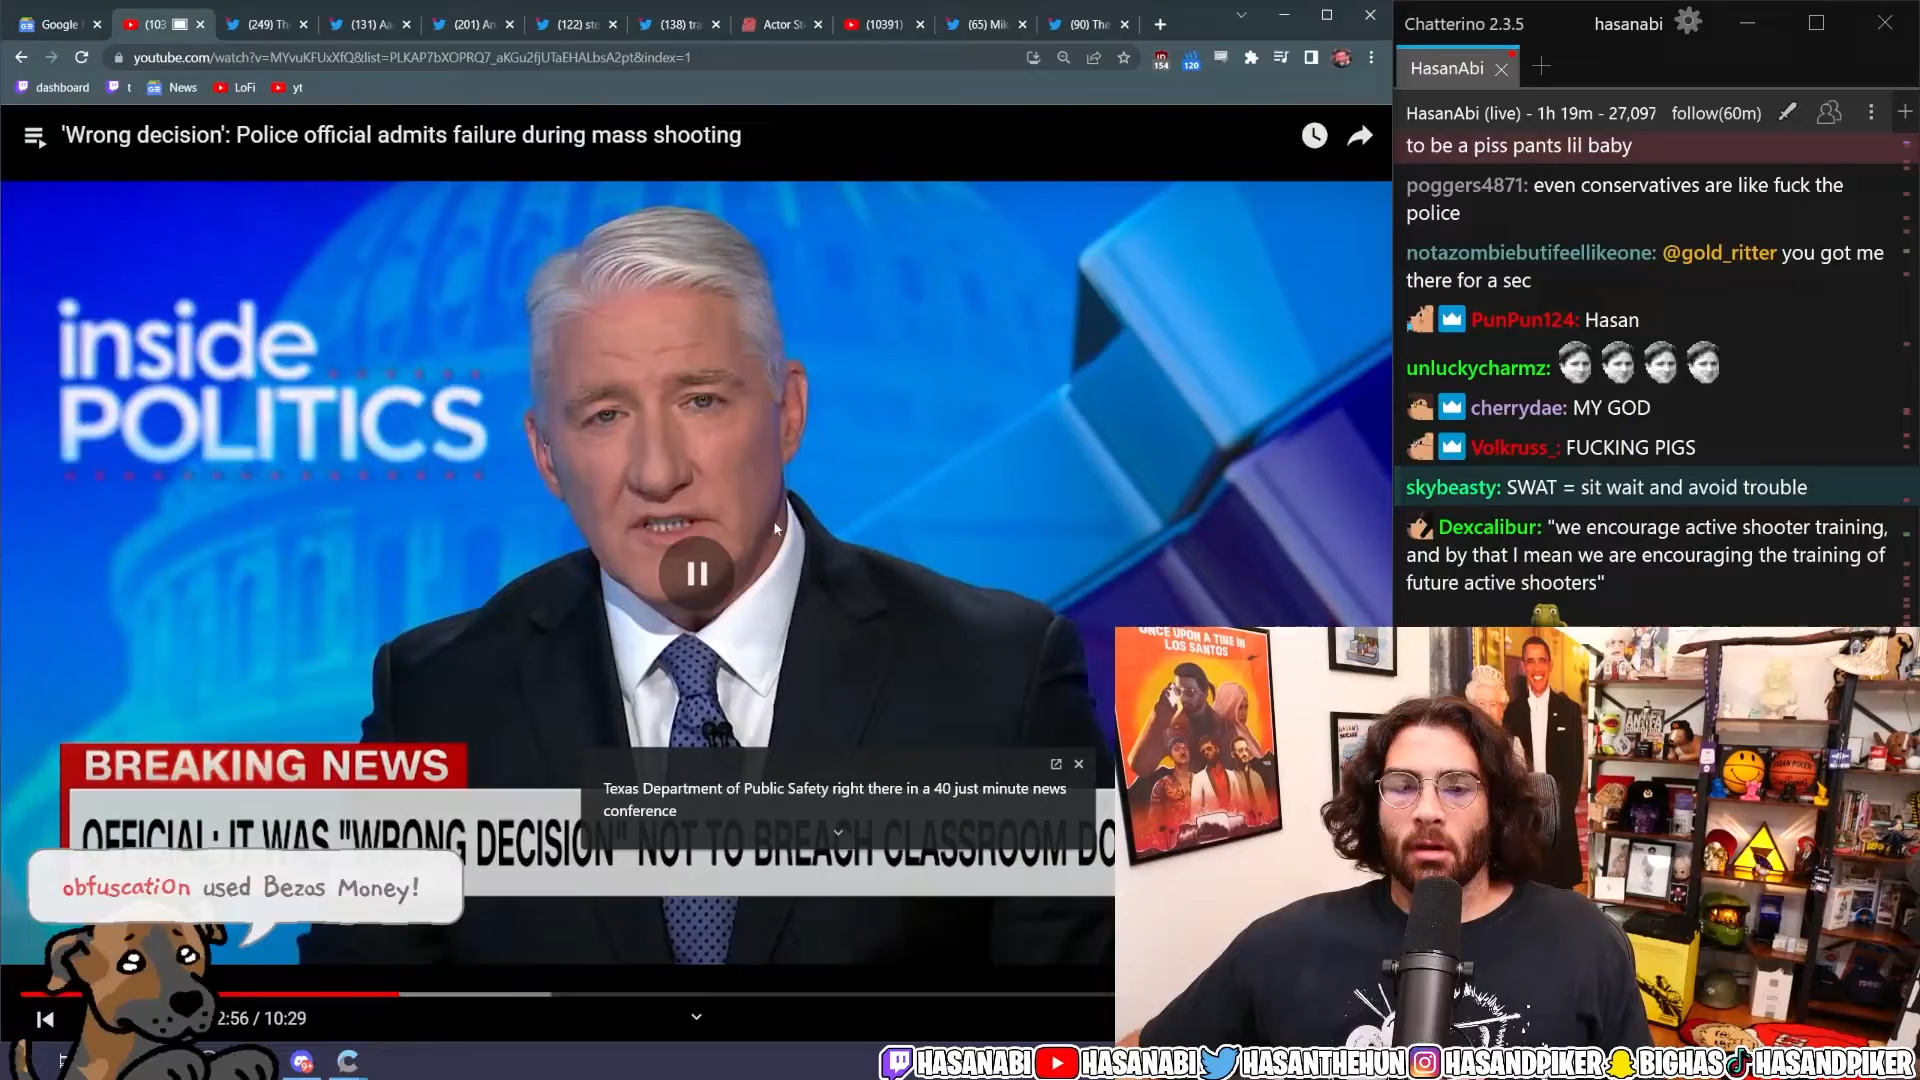 Google
(103
(249) Th
(131) Aa
(201) An
(122) ste
(138) tra
Actor St
(10391)
(65) Mik
(90) The
youtube.com/watch?v=MYvuKFUxXfQ&list=PLKAP7bXOPRQ7_aKGu2fjUTaEHALbsA2pt&index=1
154
120
dashboard
t
News
LoFi
yt
'Wrong decision': Police official admits failure during mass shooting
inside
POLITICS
BREAKING NEWS
OFFICIAL: IT WAS "WRONG DECISION" NOT TO BREACH CLASSROOM DO
Texas Department of Public Safety right there in a 40 just minute news
conference
obfuscatiOn used Bezos Money!
2:56 / 10:29
Chatterino 2.3.5
hasanabi
HasanAbi
HasanAbi (live) - 1h 19m - 27,097
follow(60m)
to be a piss pants lil baby
poggers4871: even conservatives are like fuck the
police
notazombiebutifeellikeone: @gold_ritter you got me
there for a sec
PunPun124: Hasan
unluckycharmz:
cherrydae: MY GOD
Volkruss_: FUCKING PIGS
skybeasty: SWAT = sit wait and avoid trouble
Dexcalibur: "we encourage active shooter training,
and by that I mean we are encouraging the training of
future active shooters"
ONCE UPON A TIME IN
LOS SANTOS
HASANABI
HASANABI
HASANTHEHUN
HASANDPIKER
BIGHAS
HASANDPIKER